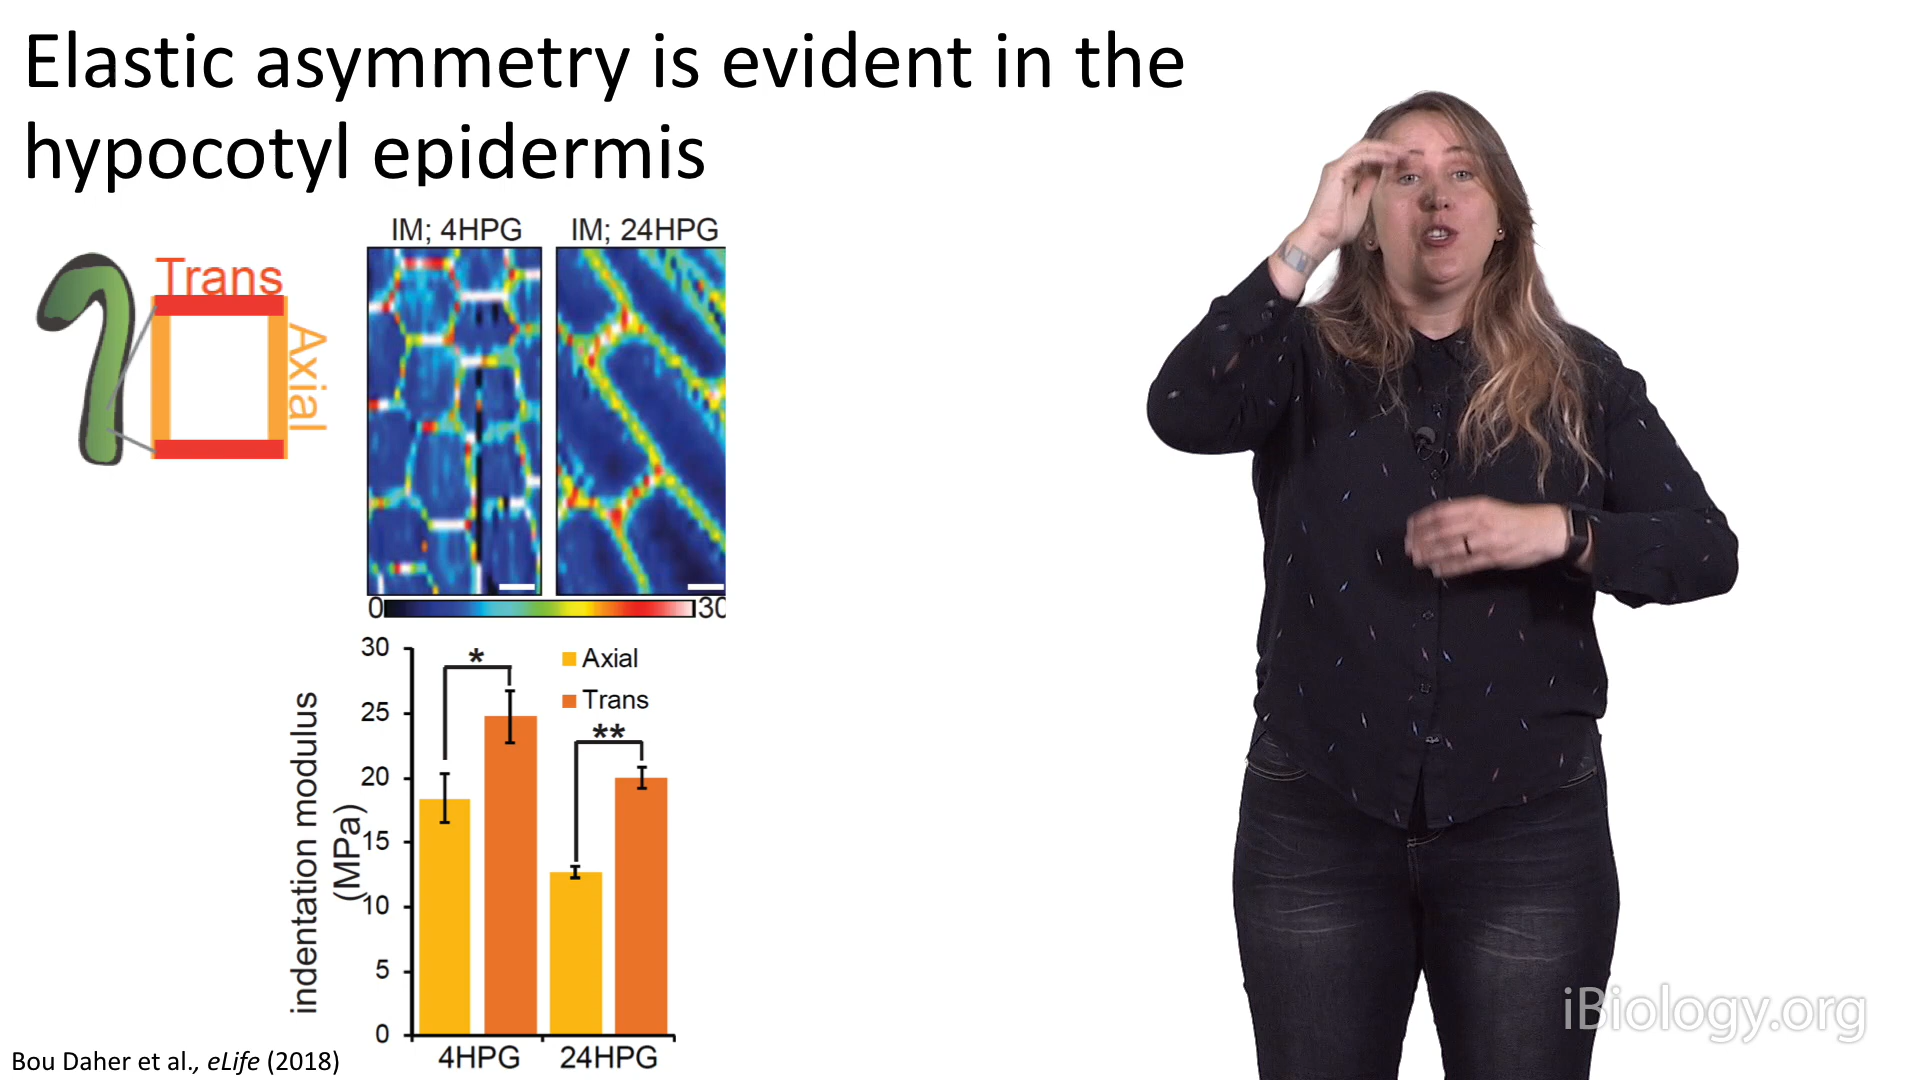 Elastic asymmetry is evident in the
hypocotyl epidermis
IM; 4HPG
IM; 24HPG
Trans
Axial
0
30
30
25
20
15
10
5
0
indentation modulus
(MPa)
*
**
Axial
Trans
4HPG
24HPG
Bou Daher et al., eLife (2018)
iBiology.org